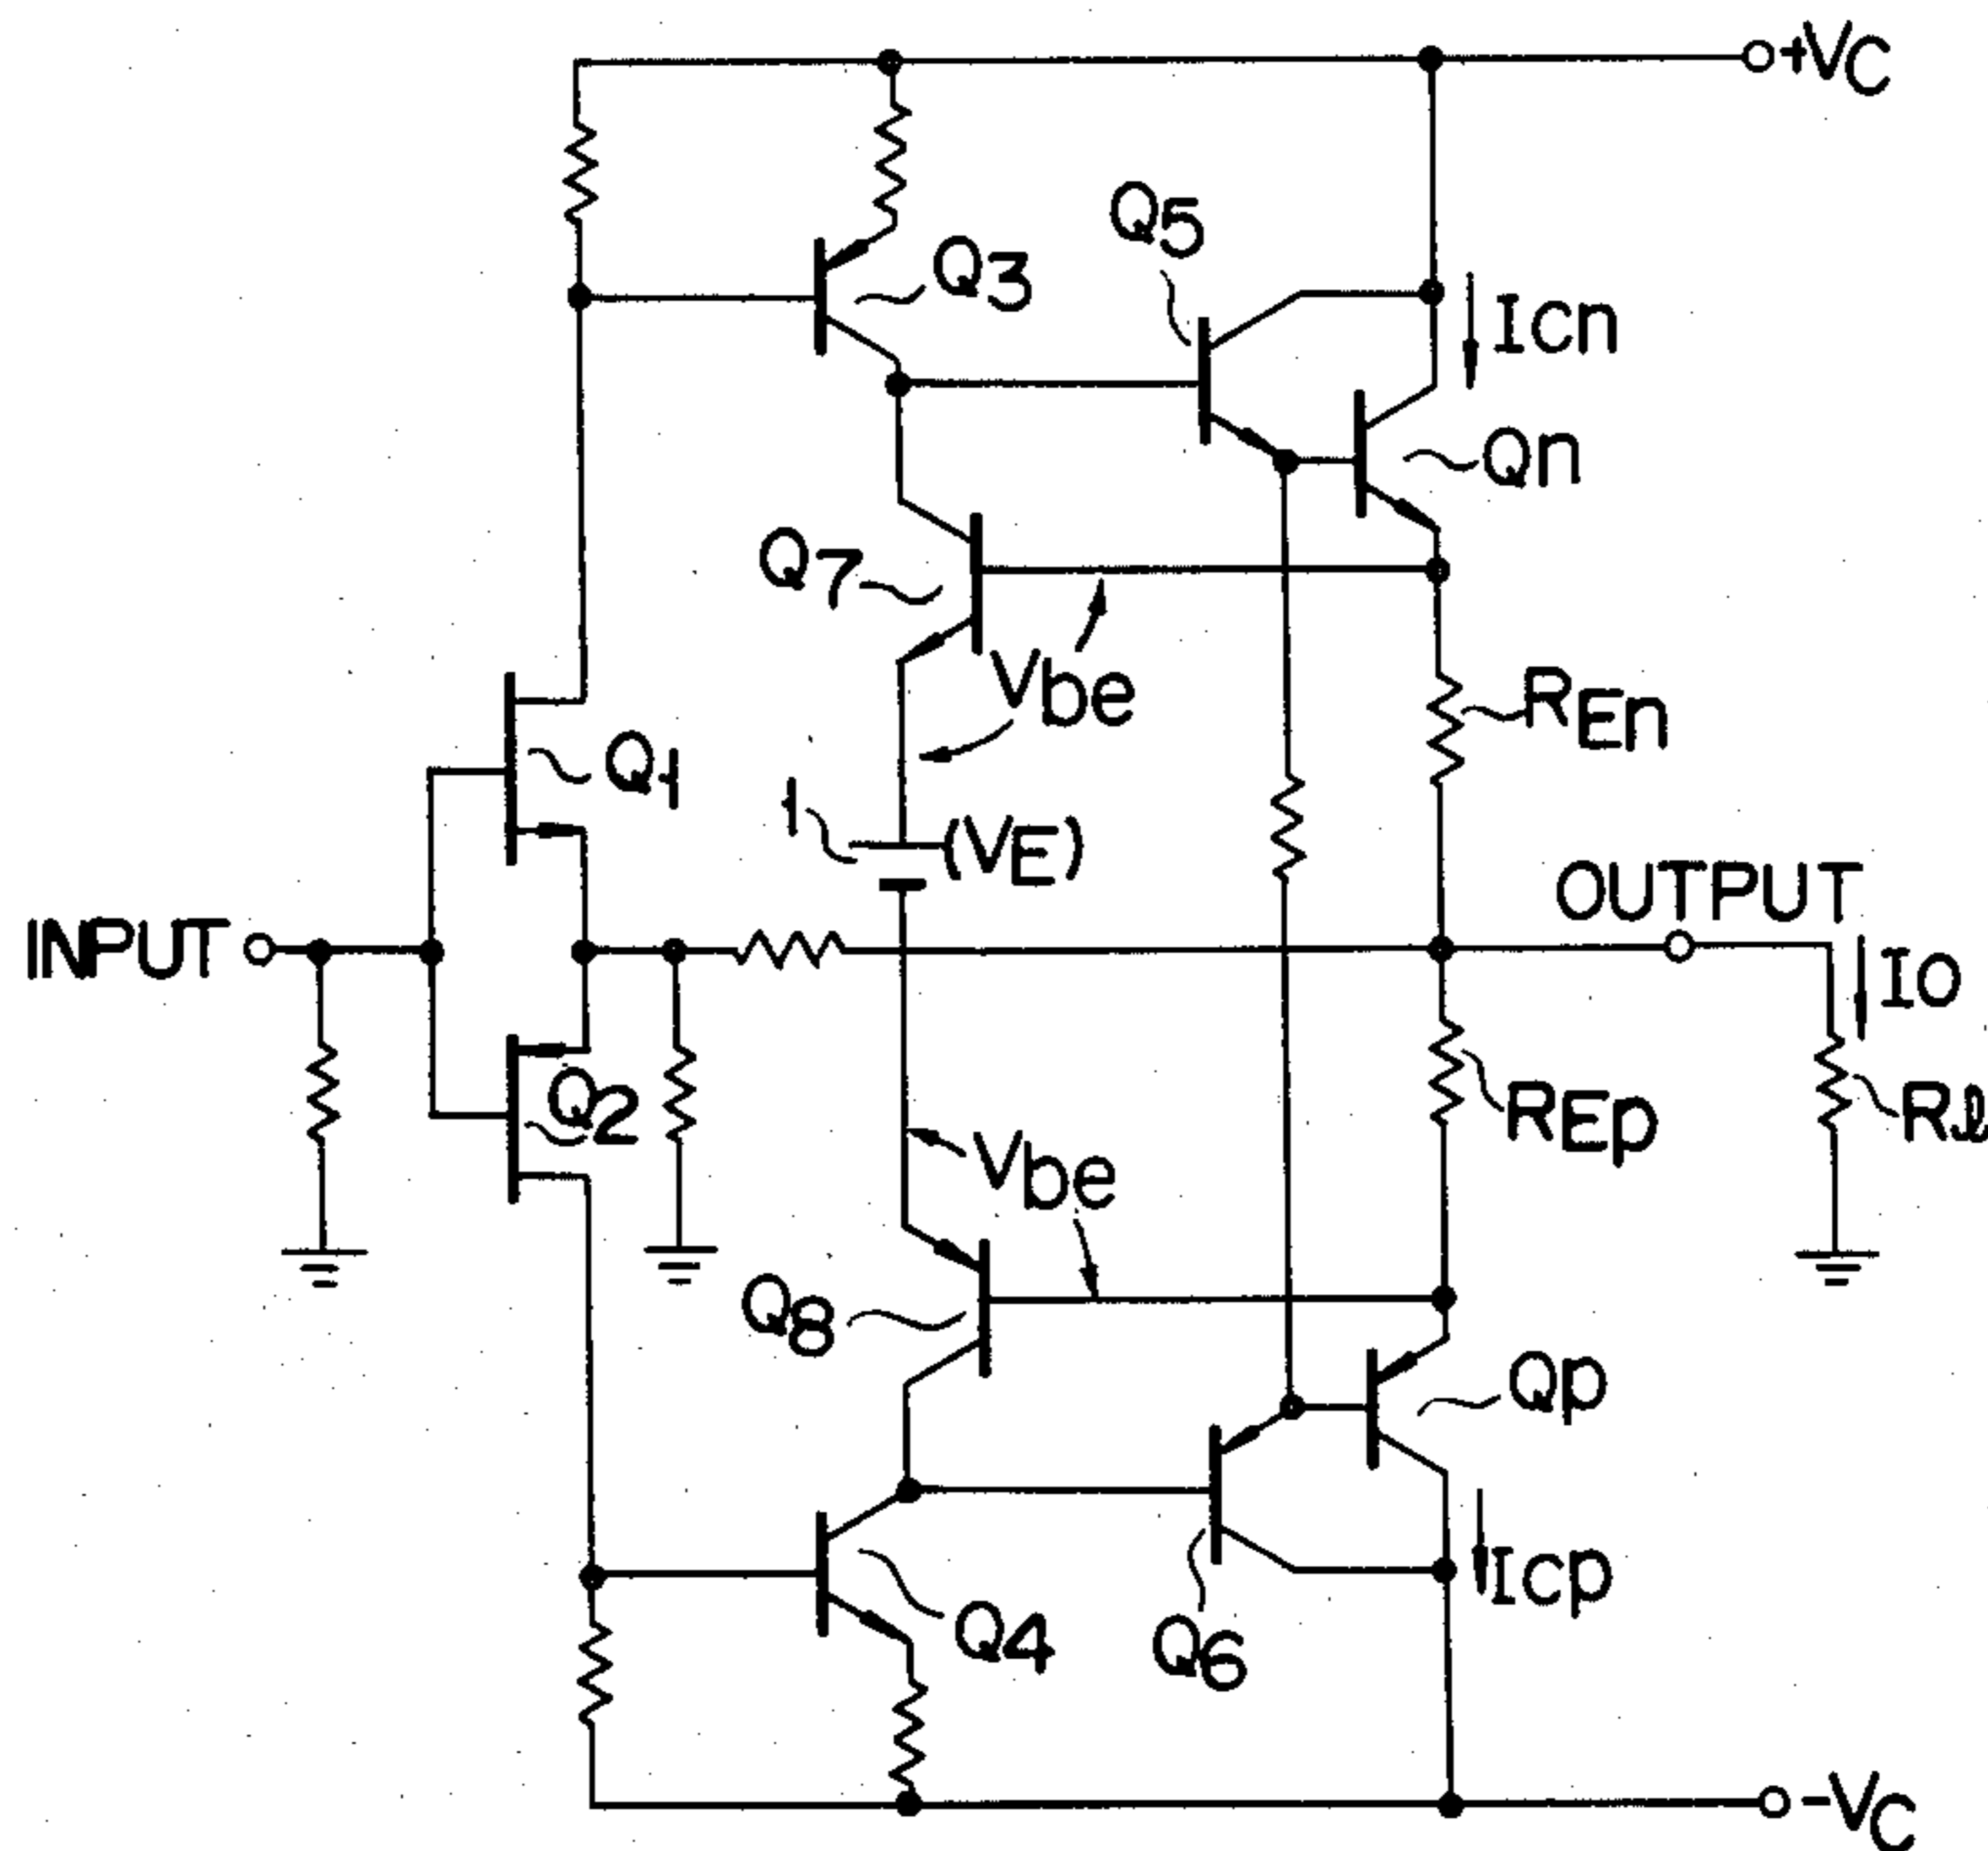 +VC
Q5
Q3
Icn
Qn
Q7
Vbe
REn
Q1
1
(VE)
OUTPUT
INPUT
IO
Q2
REp
Rℓ
Vbe
Q8
Qp
Icp
Q4
Q6
-VC